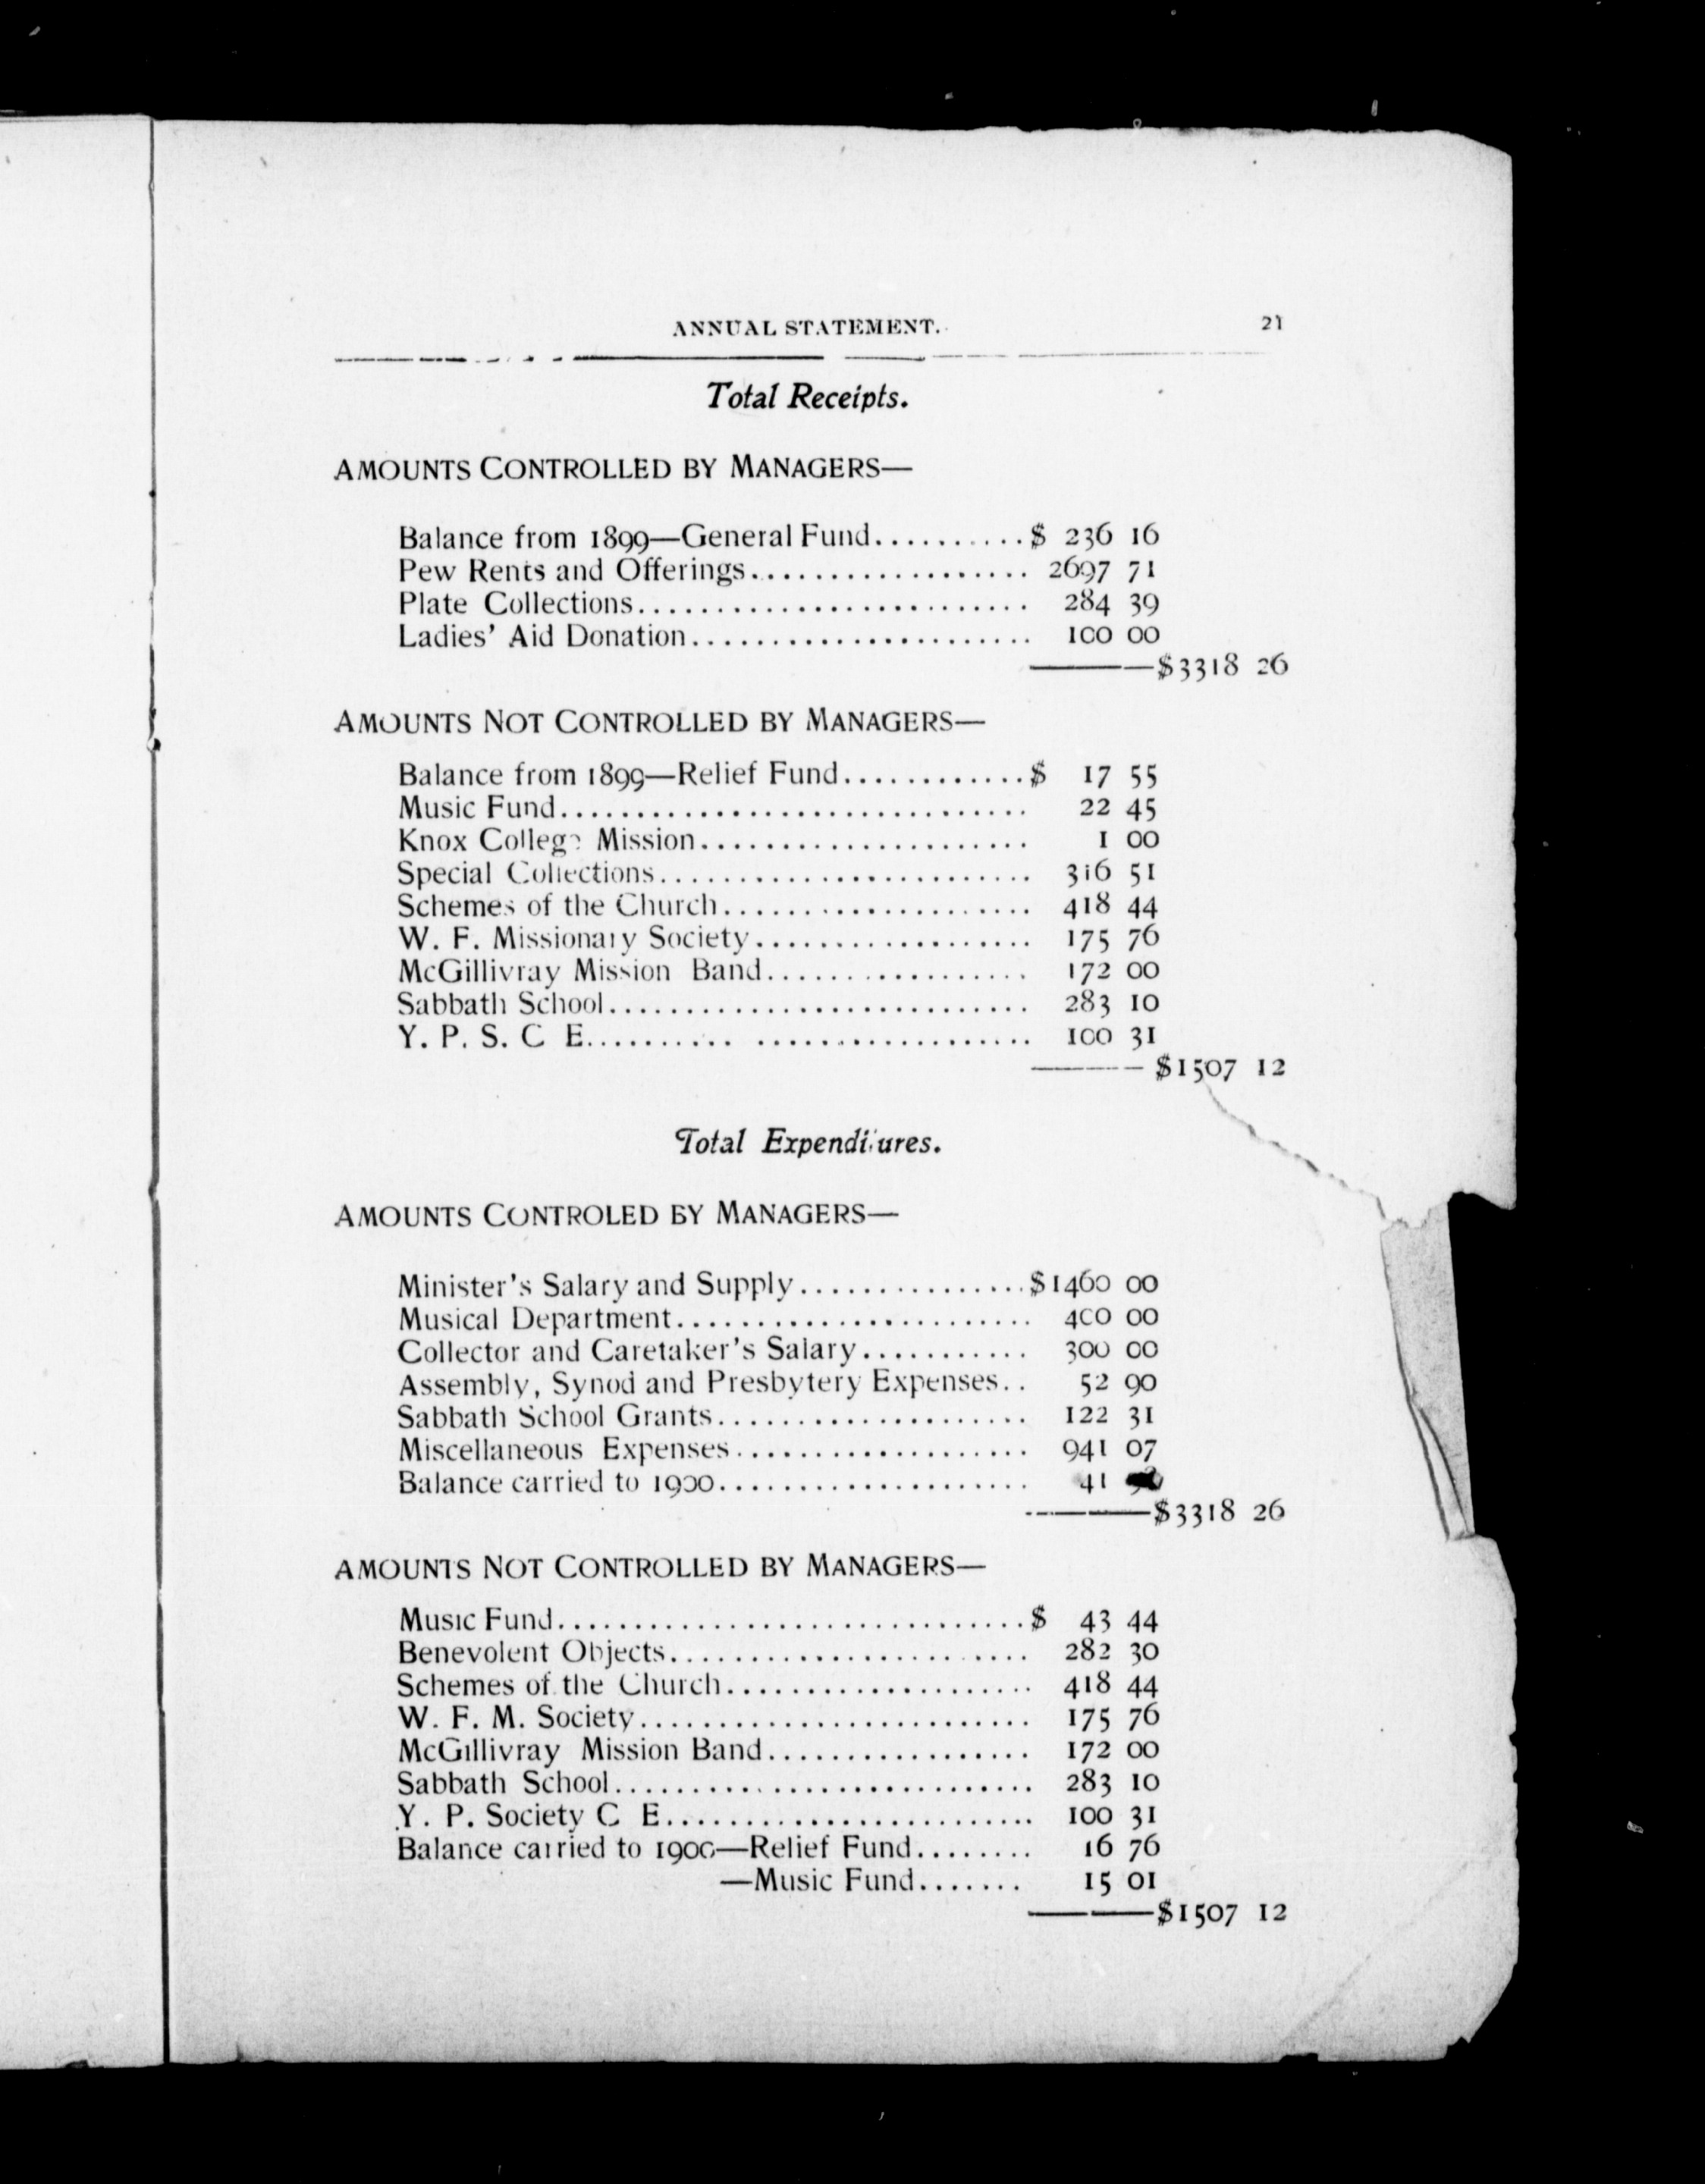 ANNUAL STATEMENT. 21
Total Receipts.
AMOUNTS CONTROLLED BY MANAGERS—
Balance from 1899—General Fund..........$ 236 16
Pew Rents and Offerings.................. 2697 71
Plate Collections......................... 284 39
Ladies' Aid Donation...................... 100 00
$3318 26
AMOUNTS NOT CONTROLLED BY MANAGERS—
Balance from 1899—Relief Fund............$ 17 55
Music Fund.............................. 22 45
Knox College Mission..................... 1 00
Special Collections........................ 316 51
Schemes of the Church.................... 418 44
W. F. Missionary Society.................. 175 76
McGillivray Mission Band................. 172 00
Sabbath School........................... 283 10
Y. P. S. C E.......... .................. 100 31
$1507 12
Total Expenditures.
AMOUNTS CONTROLED BY MANAGERS—
Minister's Salary and Supply...............$1460 00
Musical Department....................... 400 00
Collector and Caretaker's Salary........... 300 00
Assembly, Synod and Presbytery Expenses.. 52 90
Sabbath School Grants.................... 122 31
Miscellaneous Expenses................... 941 07
Balance carried to 1900.................... 41
$3318 26
AMOUNTS NOT CONTROLLED BY MANAGERS—
Music Fund..............................$ 43 44
Benevolent Objects....................... 282 30
Schemes of the Church.................... 418 44
W. F. M. Society......................... 175 76
McGillivray Mission Band................. 172 00
Sabbath School........................... 283 10
Y. P. Society C E........................ 100 31
Balance carried to 1900—Relief Fund........ 16 76
—Music Fund....... 15 01
$1507 12